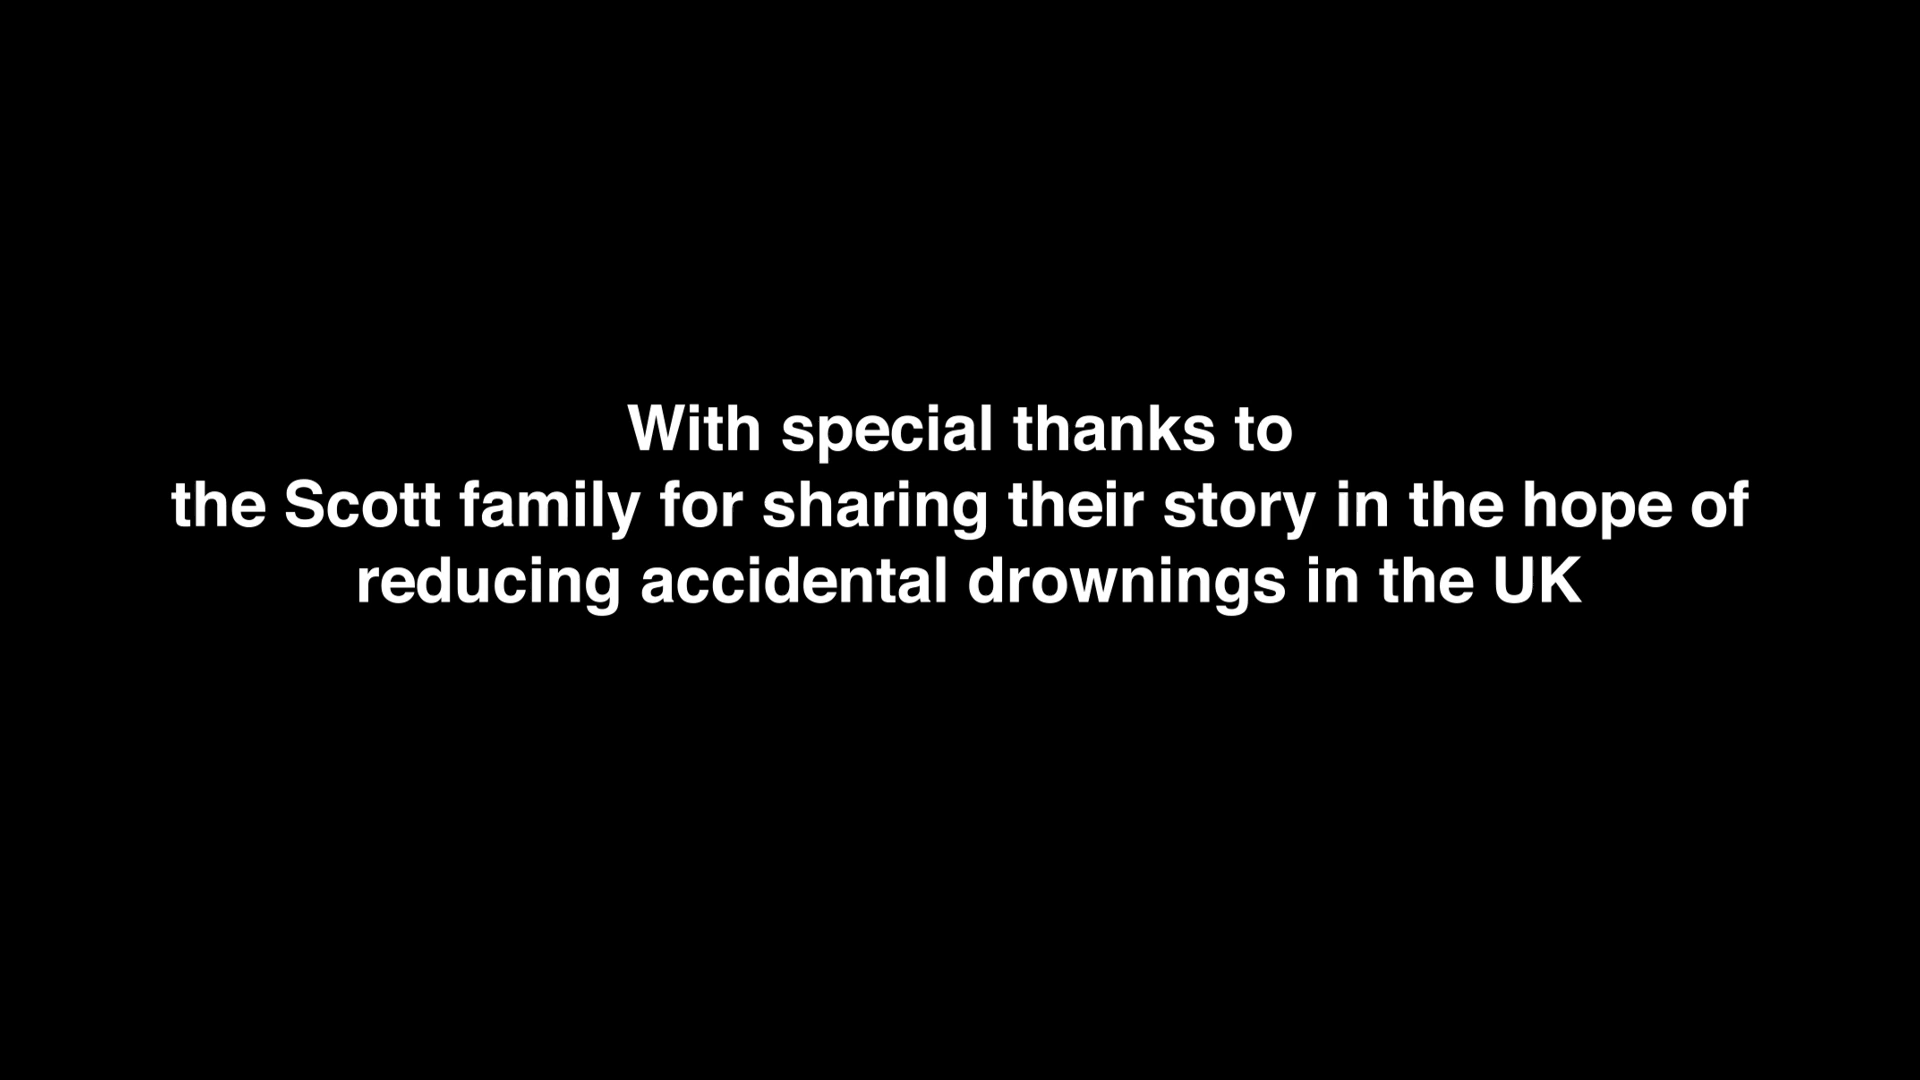 With special thanks to
the Scott family for sharing their story in the hope of
reducing accidental drownings in the UK